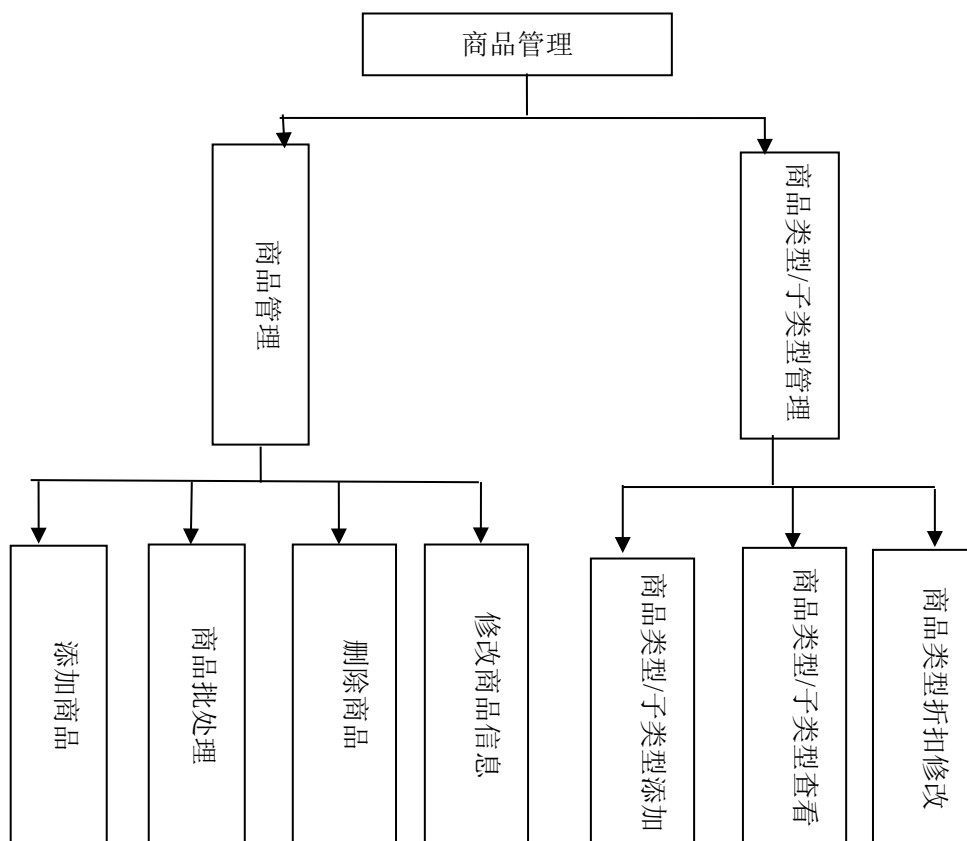 商品管理
商品管理
商品类型/子类型管理
添加商品
商品批处理
删除商品
修改商品信息
商品类型/子类型添加
商品类型/子类型查看
商品类型折扣修改